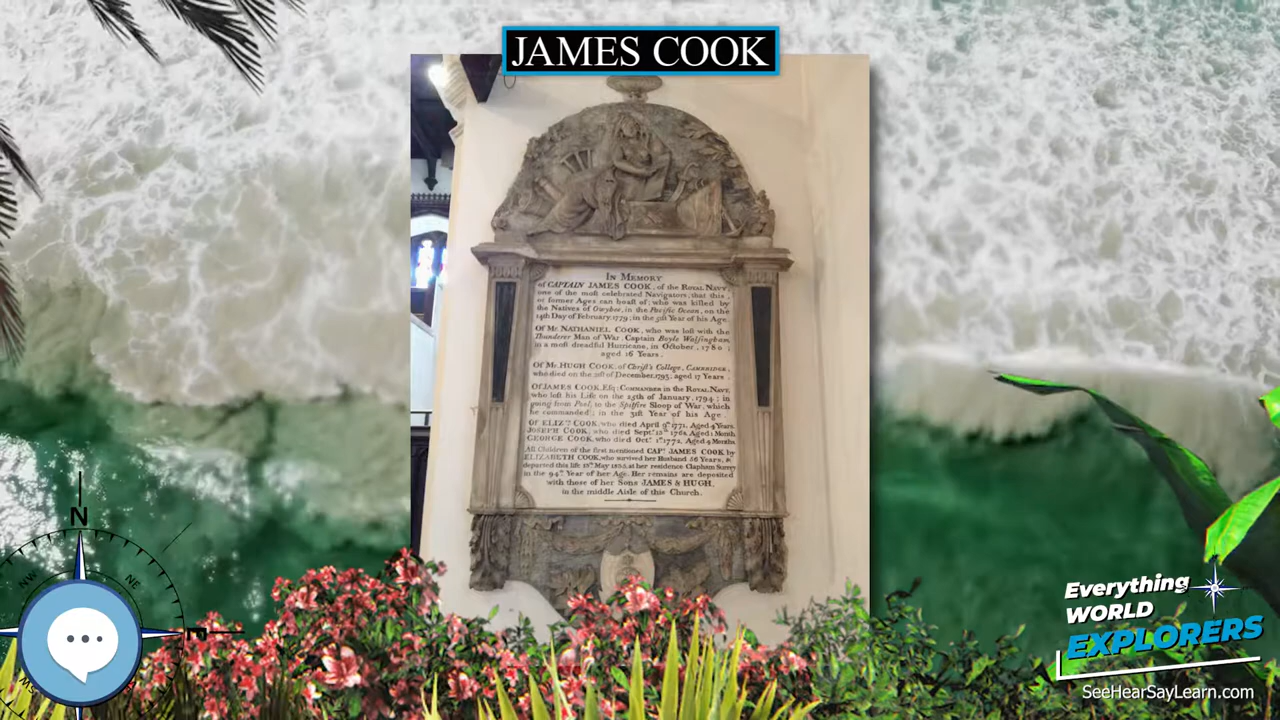 JAMES COOK
In Memory
of CAPTAIN JAMES COOK, of the Royal Navy,
one of the moſt celebrated Navigators, that this,
or former Ages can boaſt of; who was killed by
the Natives of Owyhee, in the Pacific Ocean, on the
14th Day of February, 1779; in the 51ſt Year of his Age.
Of Mr. NATHANIEL COOK, who was loſt with the
Thunderer Man of War, Captain Boyle Walſingham,
in a moſt dreadful Hurricane, in October, 1780;
aged 16 Years.
Of Mr. HUGH COOK, of Chriſt's College, Cambridge,
who died on the 21ſt of December, 1793; aged 17 Years.
Of JAMES COOK, Eſq; Commander in the Royal Navy,
who loſt his Life on the 25th of January, 1794; in
going from Pool, to the Spitfire Sloop of War, which
he commanded; in the 31ſt Year of his Age.
Of ELIZth COOK, who died April 9th 1771, Aged 4 Years.
JOSEPH COOK, who died Septr 13th 1768, Aged 1 Month.
GEORGE COOK, who died Octr 1st 1772, Aged 4 Months.
All Children of the first mentioned CAPt JAMES COOK by
ELIZABETH COOK, who survived her Husband 56 Years, &
departed this life 13th May 1835, at her residence Clapham Surrey
in the 94th Year of her Age. Her remains are deposited
with those of her Sons JAMES & HUGH,
in the middle Aisle of this Church.
N
NW
NE
E
Everything
WORLD
EXPLORERS
SeeHearSayLearn.com